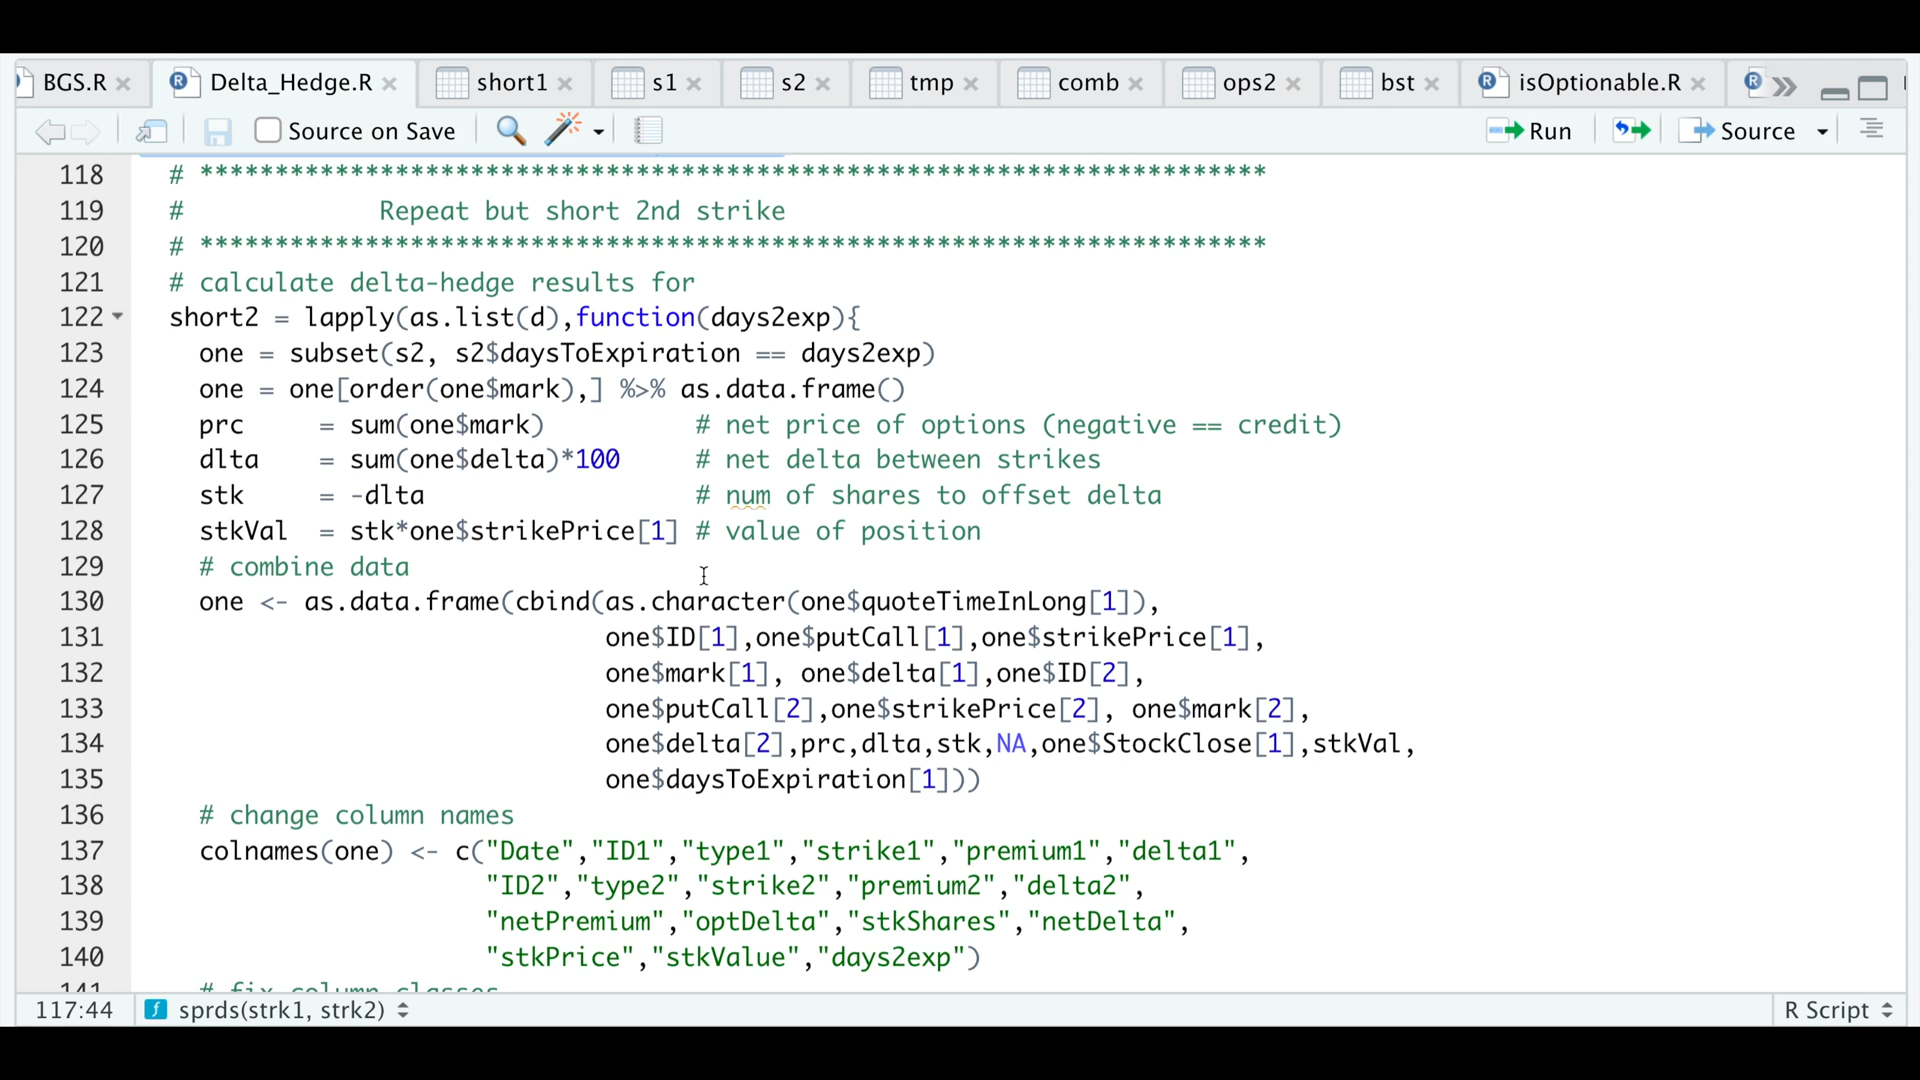 BGS.R Delta_Hedge.R short1 s1 s2 tmp comb ops2 bst isOptionable.R
Source on Save Run Source
118 # ***********************************************************************
119 # Repeat but short 2nd strike
120 # ***********************************************************************
121 # calculate delta-hedge results for
122 short2 = lapply(as.list(d),function(days2exp){
123 one = subset(s2, s2$daysToExpiration == days2exp)
124 one = one[order(one$mark),] %>% as.data.frame()
125 prc = sum(one$mark) # net price of options (negative == credit)
126 dlta = sum(one$delta)*100 # net delta between strikes
127 stk = -dlta # num of shares to offset delta
128 stkVal = stk*one$strikePrice[1] # value of position
129 # combine data
130 one <- as.data.frame(cbind(as.character(one$quoteTimeInLong[1]),
131 one$ID[1],one$putCall[1],one$strikePrice[1],
132 one$mark[1], one$delta[1],one$ID[2],
133 one$putCall[2],one$strikePrice[2], one$mark[2],
134 one$delta[2],prc,dlta,stk,NA,one$StockClose[1],stkVal,
135 one$daysToExpiration[1]))
136 # change column names
137 colnames(one) <- c("Date","ID1","type1","strike1","premium1","delta1",
138 "ID2","type2","strike2","premium2","delta2",
139 "netPremium","optDelta","stkShares","netDelta",
140 "stkPrice","stkValue","days2exp")
141 # fix column classes
117:44 sprds(strk1, strk2) R Script